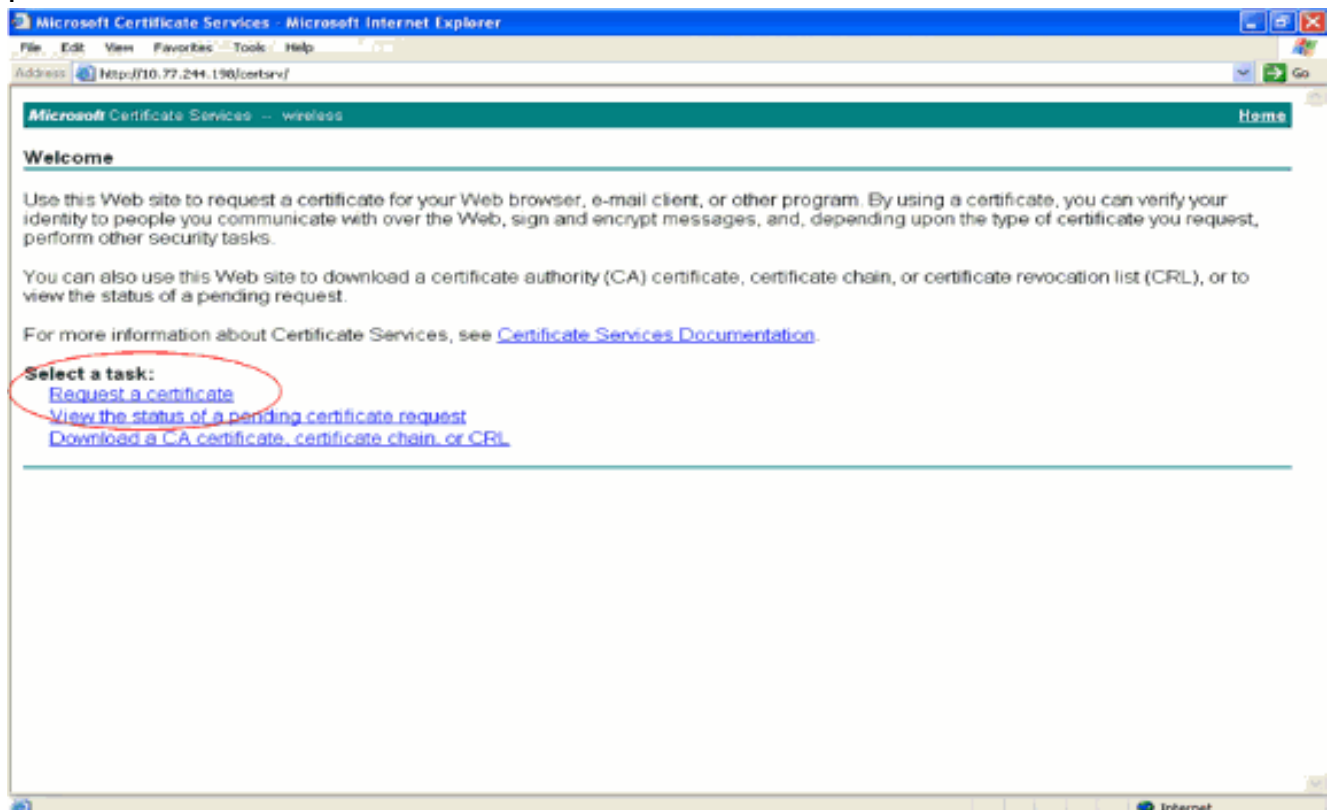 Microsoft Certificate Services - Microsoft Internet Explorer
File Edit View Favorites Tools Help
Address http://10.77.244.198/certsrv/ Go
Microsoft Certificate Services -- wireless Home
Welcome
Use this Web site to request a certificate for your Web browser, e-mail client, or other program. By using a certificate, you can verify your
identity to people you communicate with over the Web, sign and encrypt messages, and, depending upon the type of certificate you request,
perform other security tasks.
You can also use this Web site to download a certificate authority (CA) certificate, certificate chain, or certificate revocation list (CRL), or to
view the status of a pending request.
For more information about Certificate Services, see Certificate Services Documentation.
Select a task:
Request a certificate
View the status of a pending certificate request
Download a CA certificate, certificate chain, or CRL
Internet